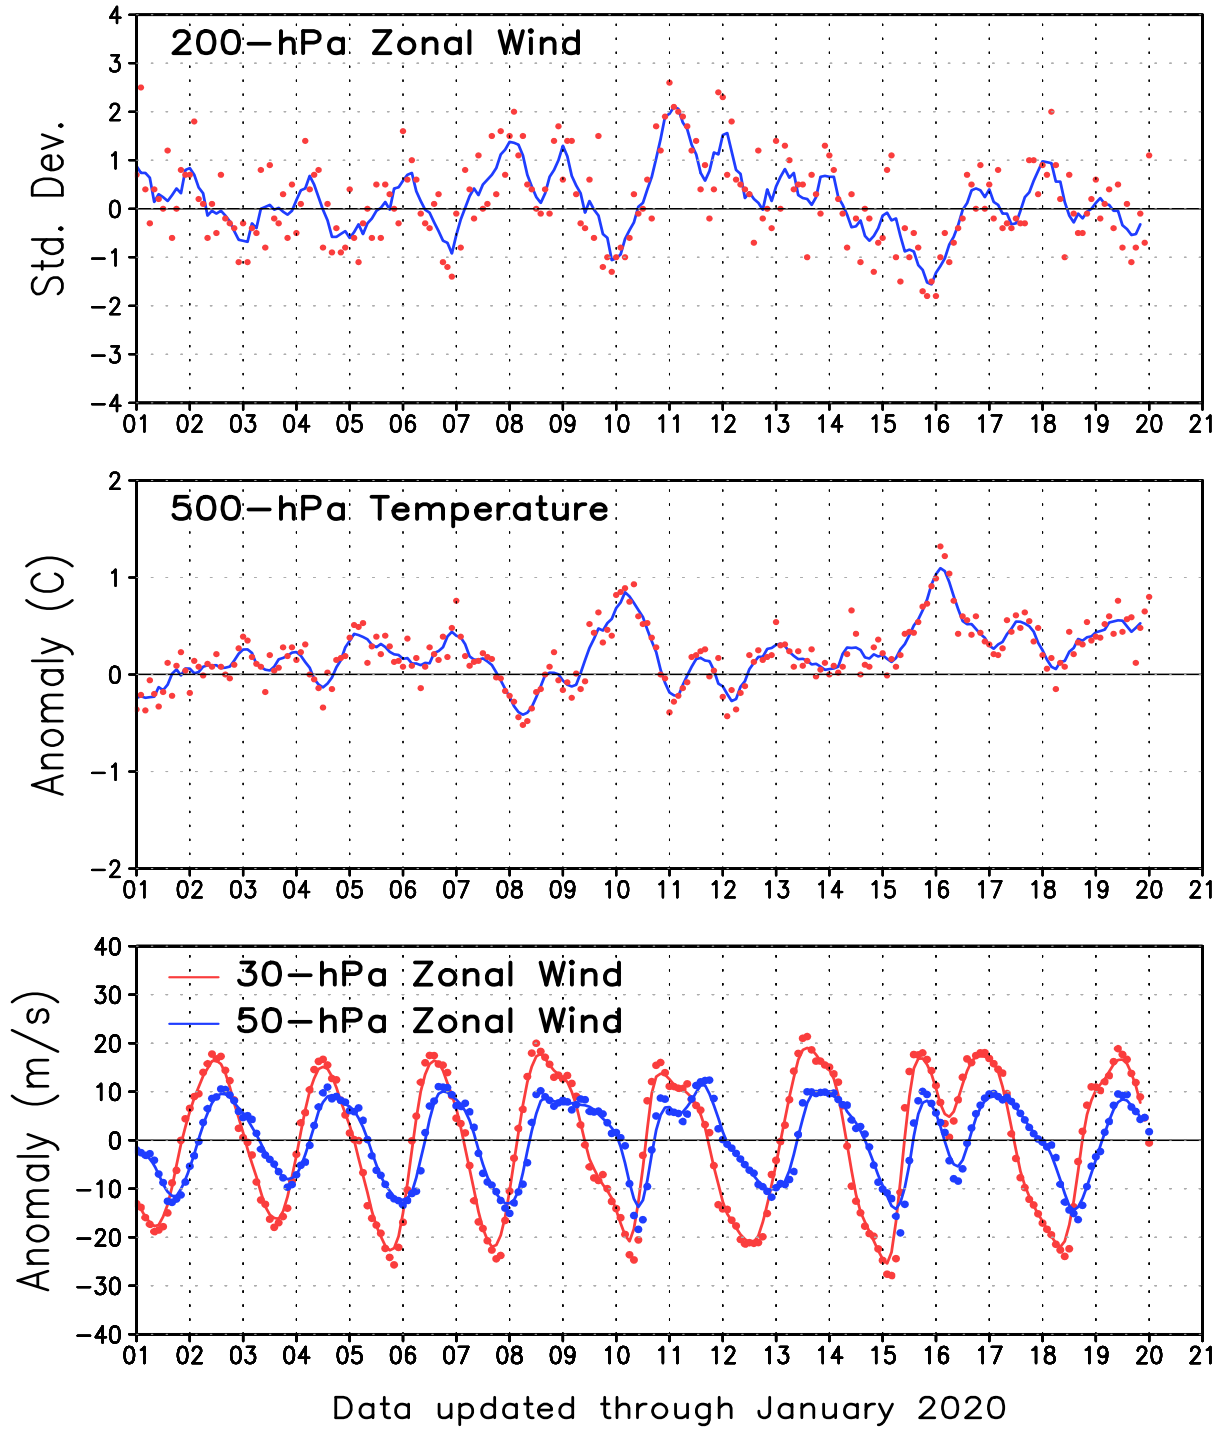 200-hPa Zonal Wind
Std. Dev.
4
3
2
1
0
-1
-2
-3
-4
01 02 03 04 05 06 07 08 09 10 11 12 13 14 15 16 17 18 19 20 21
500-hPa Temperature
Anomaly (C)
2
1
0
-1
-2
01 02 03 04 05 06 07 08 09 10 11 12 13 14 15 16 17 18 19 20 21
30-hPa Zonal Wind
50-hPa Zonal Wind
Anomaly (m/s)
40
30
20
10
0
-10
-20
-30
-40
01 02 03 04 05 06 07 08 09 10 11 12 13 14 15 16 17 18 19 20 21
Data updated through January 2020